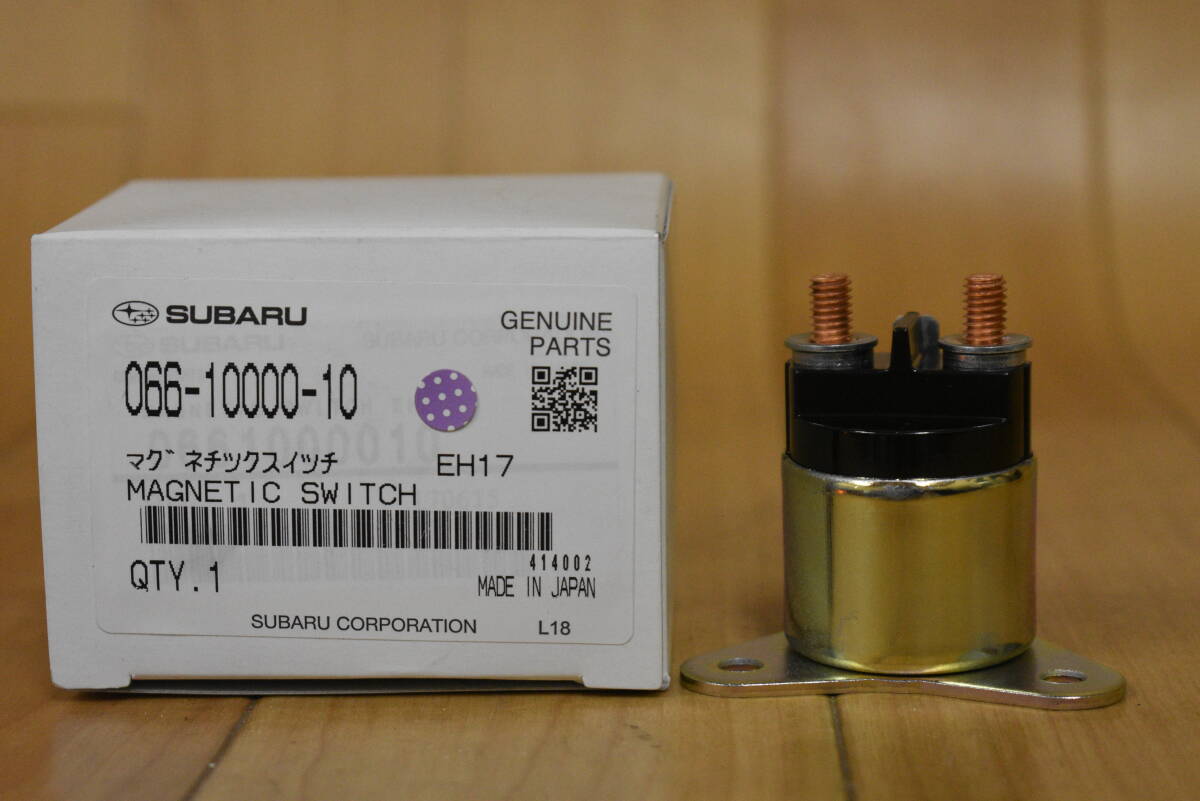 SUBARU
GENUINE
PARTS
066-10000-10
マグネチックスイッチ EH17
MAGNETIC SWITCH
414002
QTY.1
MADE IN JAPAN
SUBARU CORPORATION L18